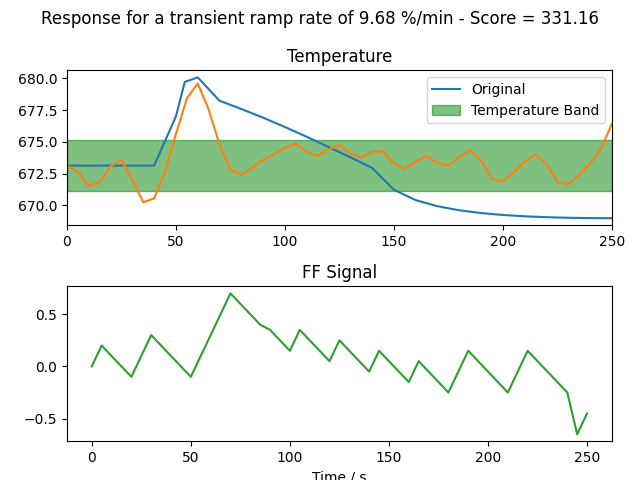 Response for a transient ramp rate of 9.68 %/min - Score = 331.16
Temperature
680.0
677.5
675.0
672.5
670.0
Original
Temperature Band
0 50 100 150 200 250
FF Signal
0.5
0.0
−0.5
0 50 100 150 200 250
Time / s